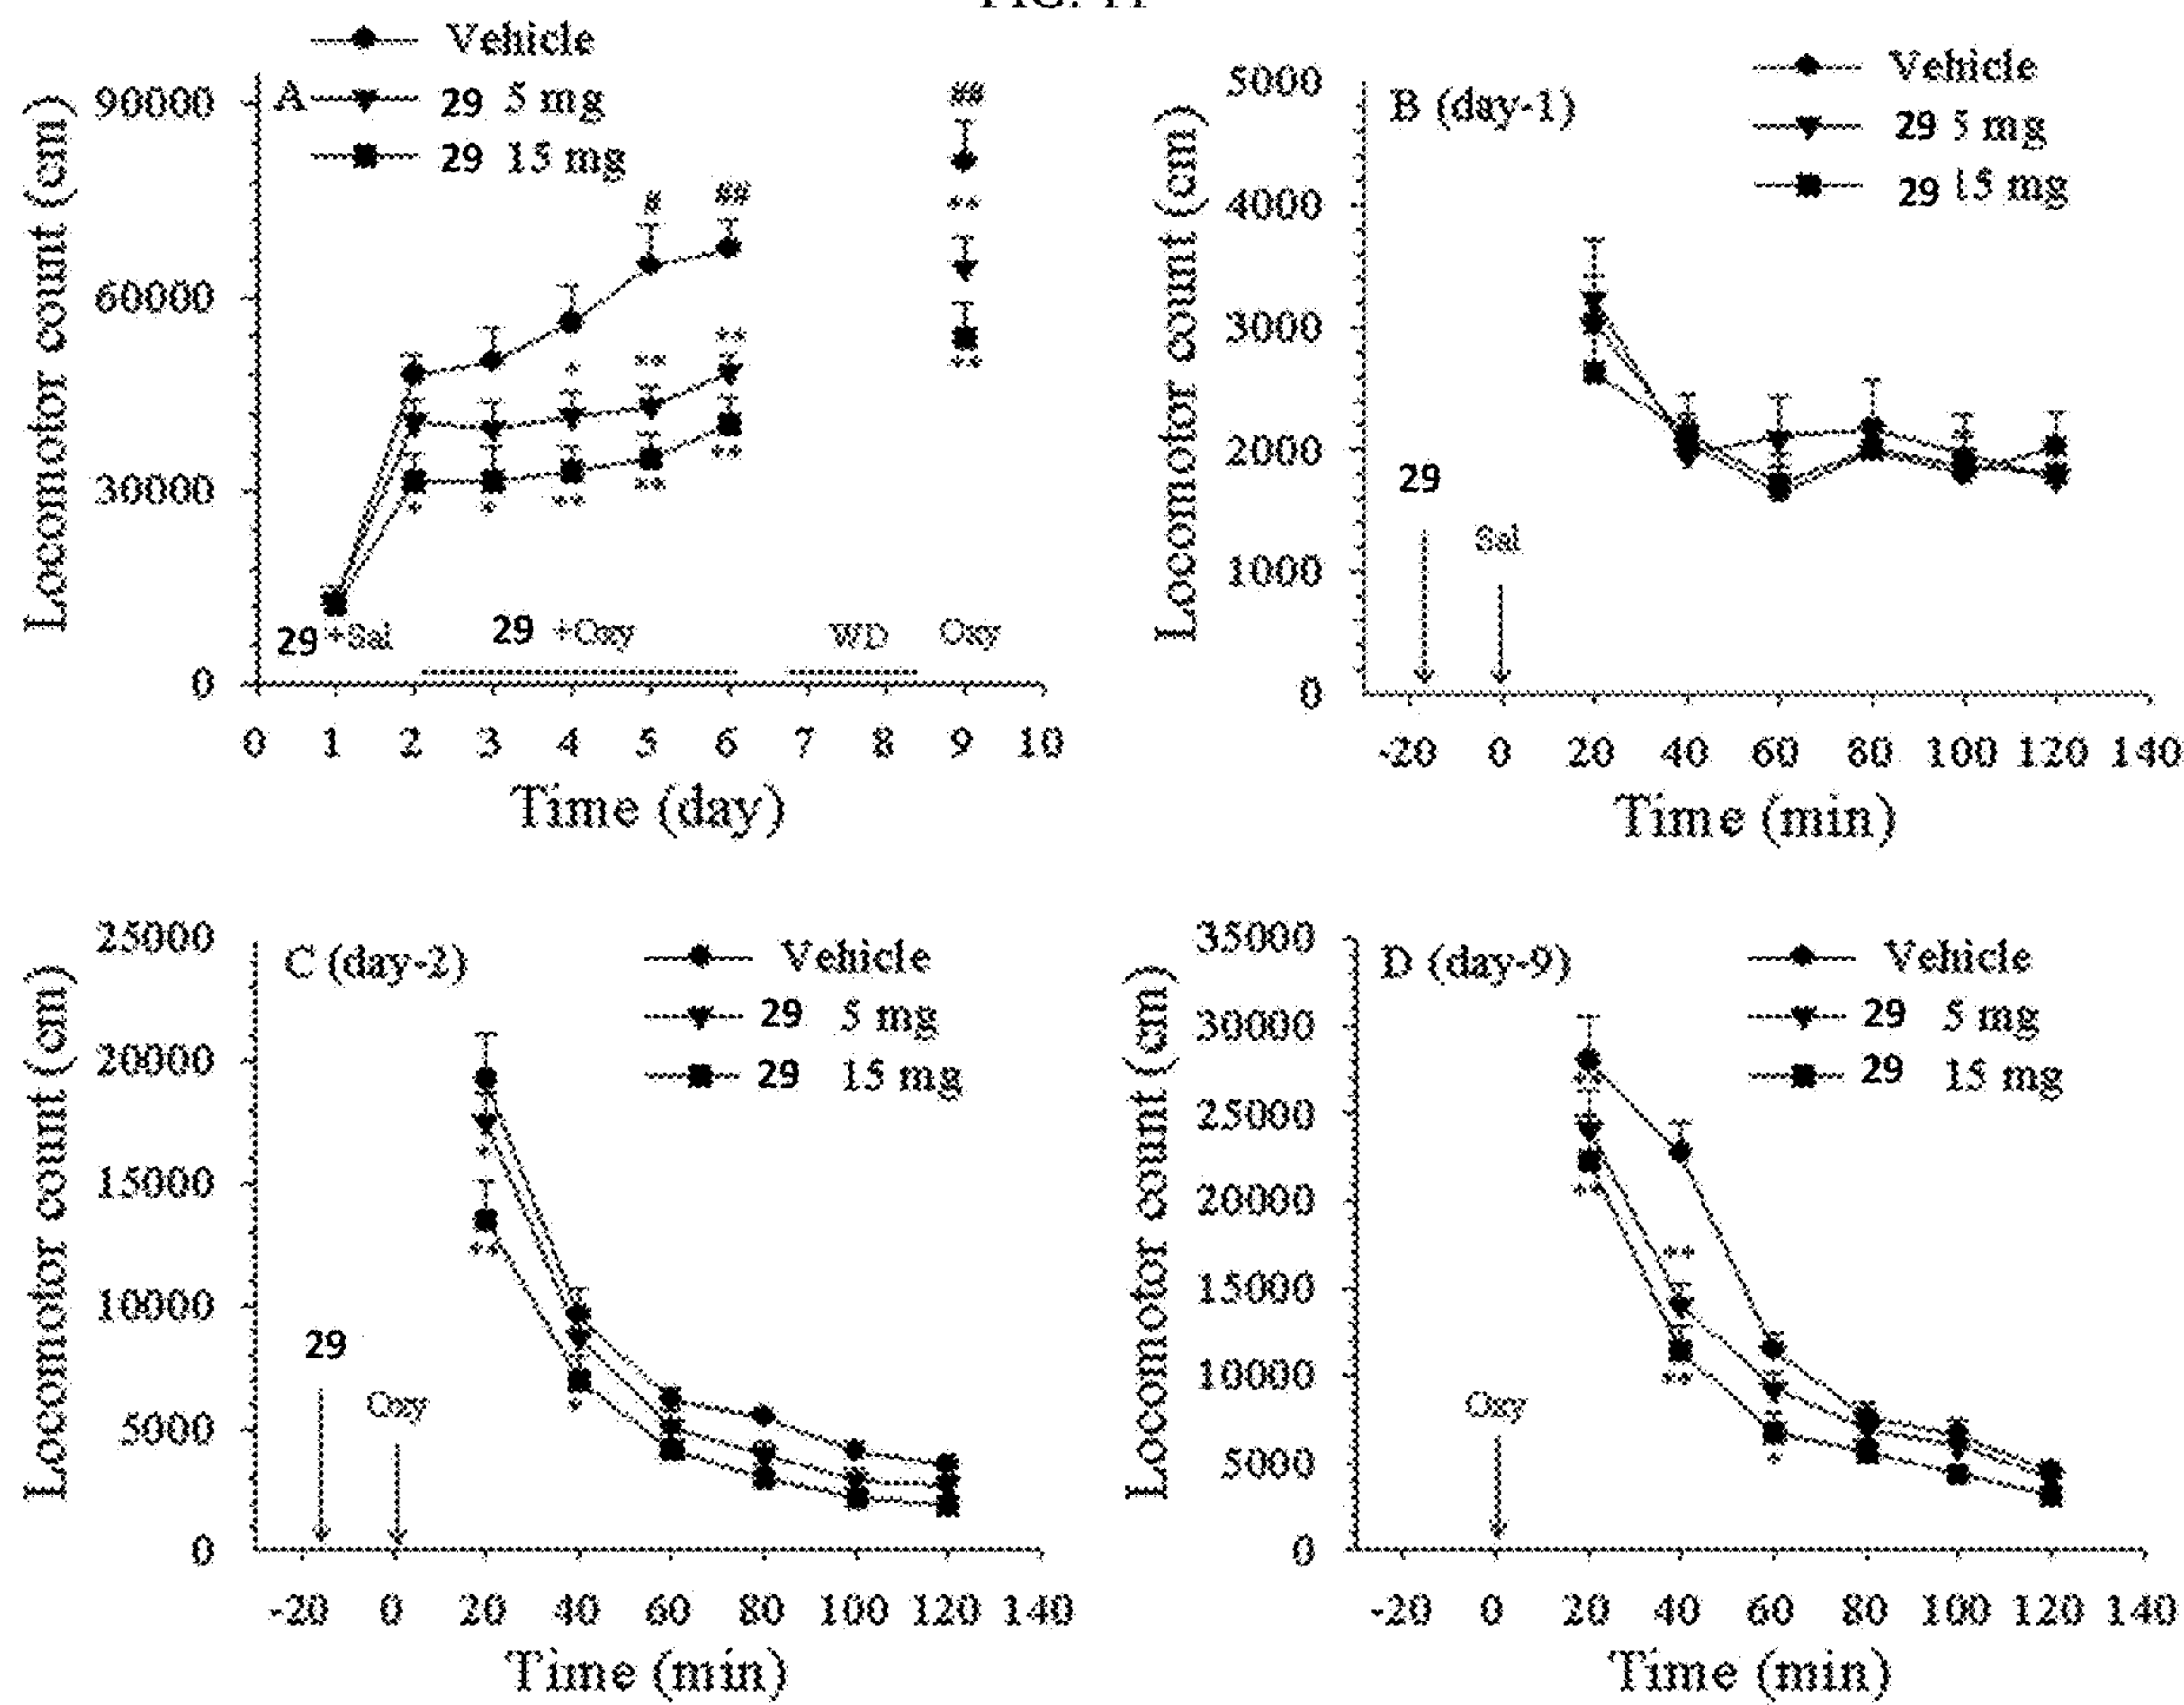 Vehicle
A 29 5 mg
29 15 mg
Locomotor count (cm)
90000
60000
30000
0
#
##
##
**
*
**
**
**
*
*
**
**
**
29 +Sal
29 +Oxy
WD
Oxy
0 1 2 3 4 5 6 7 8 9 10
Time (day)
B (day-1)
Vehicle
29 5 mg
29 15 mg
Locomotor count (cm)
5000
4000
3000
2000
1000
0
29
Sal
-20 0 20 40 60 80 100 120 140
Time (min)
C (day-2)
Vehicle
29 5 mg
29 15 mg
Locomotor count (cm)
25000
20000
15000
10000
5000
0
**
*
29
Oxy
-20 0 20 40 60 80 100 120 140
Time (min)
D (day-9)
Vehicle
29 5 mg
29 15 mg
Locomotor count (cm)
35000
30000
25000
20000
15000
10000
5000
0
**
**
**
*
Oxy
-20 0 20 40 60 80 100 120 140
Time (min)